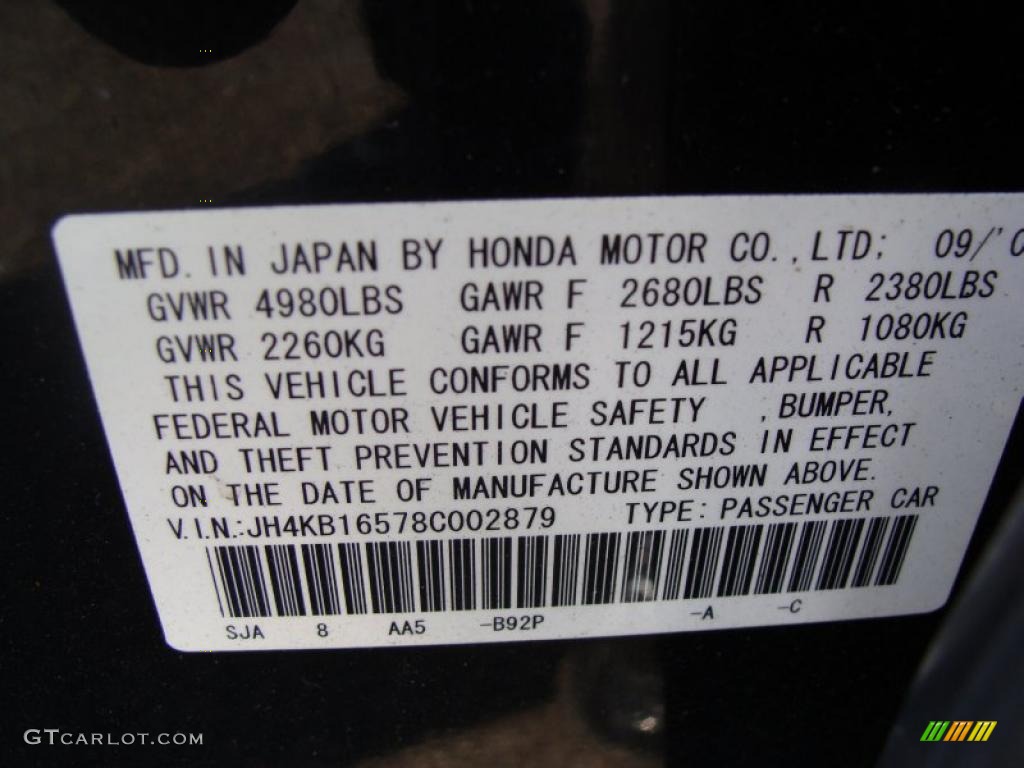 MFD. IN JAPAN BY HONDA MOTOR CO., LTD; 09/'0
GVWR 4980LBS GAWR F 2680LBS R 2380LBS
GVWR 2260KG GAWR F 1215KG R 1080KG
THIS VEHICLE CONFORMS TO ALL APPLICABLE
FEDERAL MOTOR VEHICLE SAFETY , BUMPER,
AND THEFT PREVENTION STANDARDS IN EFFECT
ON THE DATE OF MANUFACTURE SHOWN ABOVE.
V.I.N.:JH4KB16578C002879 TYPE: PASSENGER CAR
SJA 8 AA5 -B92P -A -C
GTCARLOT.COM